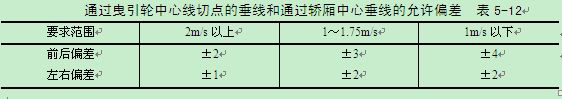 通过曳引轮中心线切点的垂线和通过轿厢中心垂线的允许偏差 表 5-12
要求范围 2m/s 以上 1～1.75m/s 1m/s 以下
前后偏差 ±2 ±3 ±4
左右偏差 ±1 ±2 ±2